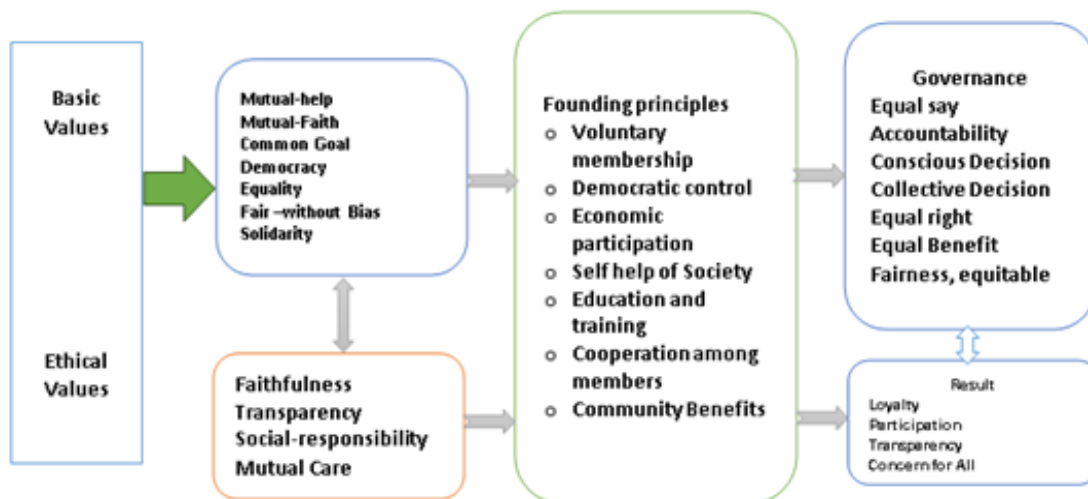 Basic
Values
Ethical
Values
Mutual-help
Mutual-Faith
Common Goal
Democracy
Equality
Fair –without Bias
Solidarity
Faithfulness
Transparency
Social-responsibility
Mutual Care
Founding principles
o Voluntary
membership
o Democratic control
o Economic
participation
o Self help of Society
o Education and
training
o Cooperation among
members
o Community Benefits
Governance
Equal say
Accountability
Conscious Decision
Collective Decision
Equal right
Equal Benefit
Fairness, equitable
Result
Loyalty
Participation
Transparency
Concern for All